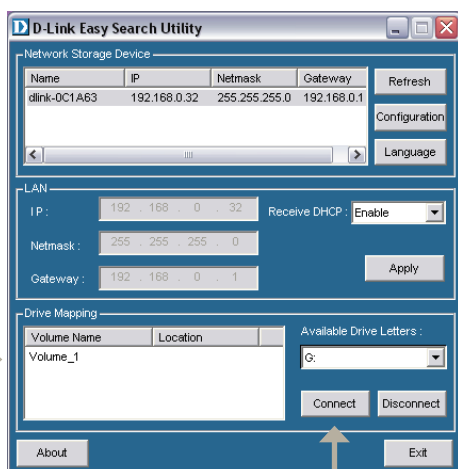 D-Link Easy Search Utility
Network Storage Device
Name IP Netmask Gateway
dlink-0C1A63 192.168.0.32 255.255.255.0 192.168.0.1
Refresh
Configuration
Language
LAN
IP : 192 . 168 . 0 . 32 Receive DHCP : Enable
Netmask : 255 . 255 . 255 . 0
Gateway : 192 . 168 . 0 . 1
Apply
Drive Mapping
Volume Name Location Available Drive Letters :
Volume_1 G:
Connect Disconnect
About Exit